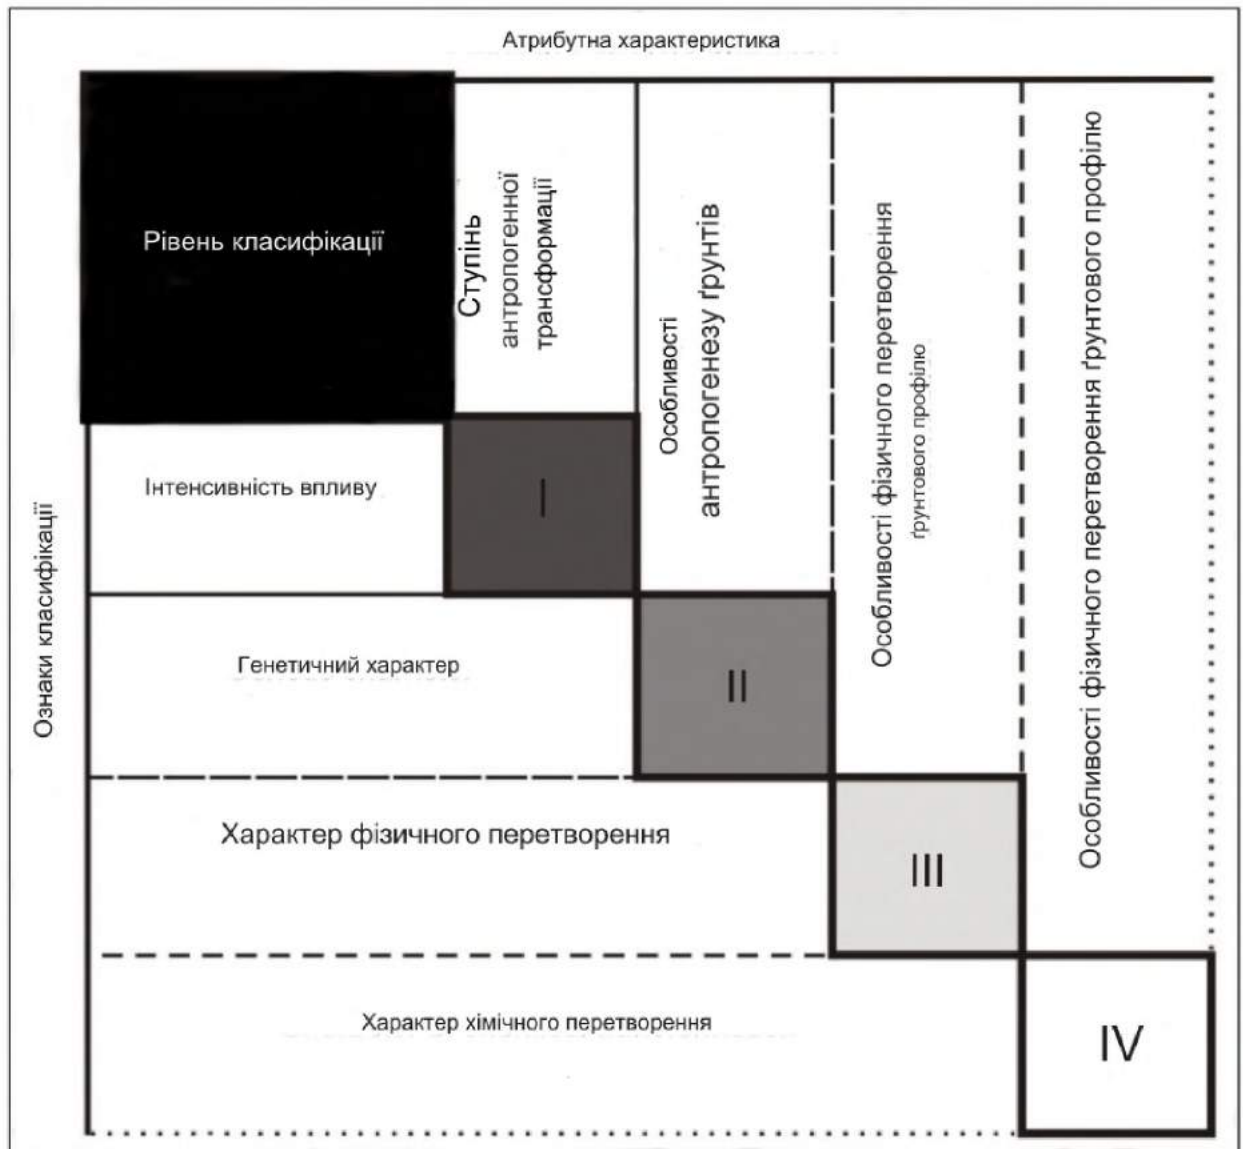 Атрибутна характеристика
Рівень класифікації
Ступінь
антропогенної
трансформації
Особливості
антропогенезу ґрунтів
Особливості фізичного перетворення
ґрунтового профілю
Особливості фізичного перетворення ґрунтового профілю
Ознаки класифікації
Інтенсивність впливу
I
Генетичний характер
II
Характер фізичного перетворення
III
Характер хімічного перетворення
IV